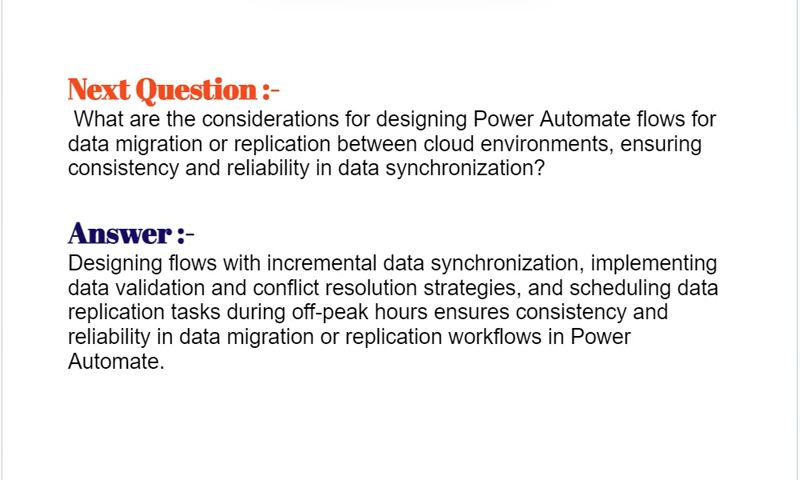 Next Question :-
What are the considerations for designing Power Automate flows for
data migration or replication between cloud environments, ensuring
consistency and reliability in data synchronization?
Answer :-
Designing flows with incremental data synchronization, implementing
data validation and conflict resolution strategies, and scheduling data
replication tasks during off-peak hours ensures consistency and
reliability in data migration or replication workflows in Power
Automate.